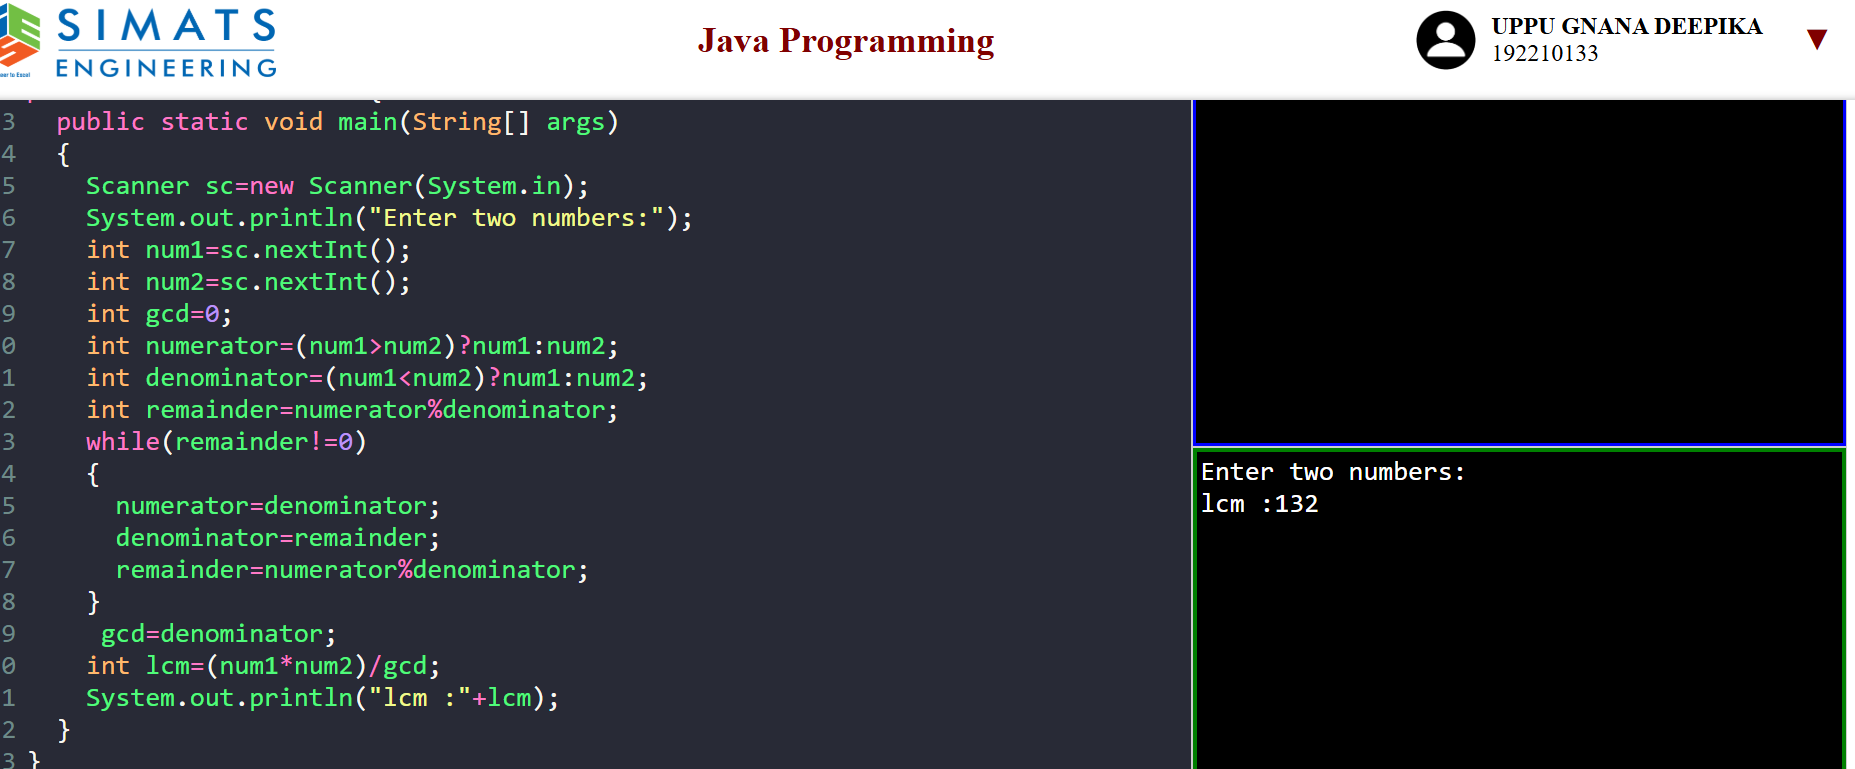 SIMATS
ENGINEERING
Java Programming
UPPU GNANA DEEPIKA
192210133
3 public static void main(String[] args)
4 {
5 Scanner sc=new Scanner(System.in);
6 System.out.println("Enter two numbers:");
7 int num1=sc.nextInt();
8 int num2=sc.nextInt();
9 int gcd=0;
0 int numerator=(num1>num2)?num1:num2;
1 int denominator=(num1<num2)?num1:num2;
2 int remainder=numerator%denominator;
3 while(remainder!=0)
4 {
5 numerator=denominator;
6 denominator=remainder;
7 remainder=numerator%denominator;
8 }
9 gcd=denominator;
0 int lcm=(num1*num2)/gcd;
1 System.out.println("lcm :"+lcm);
2 }
3 }
Enter two numbers:
lcm :132